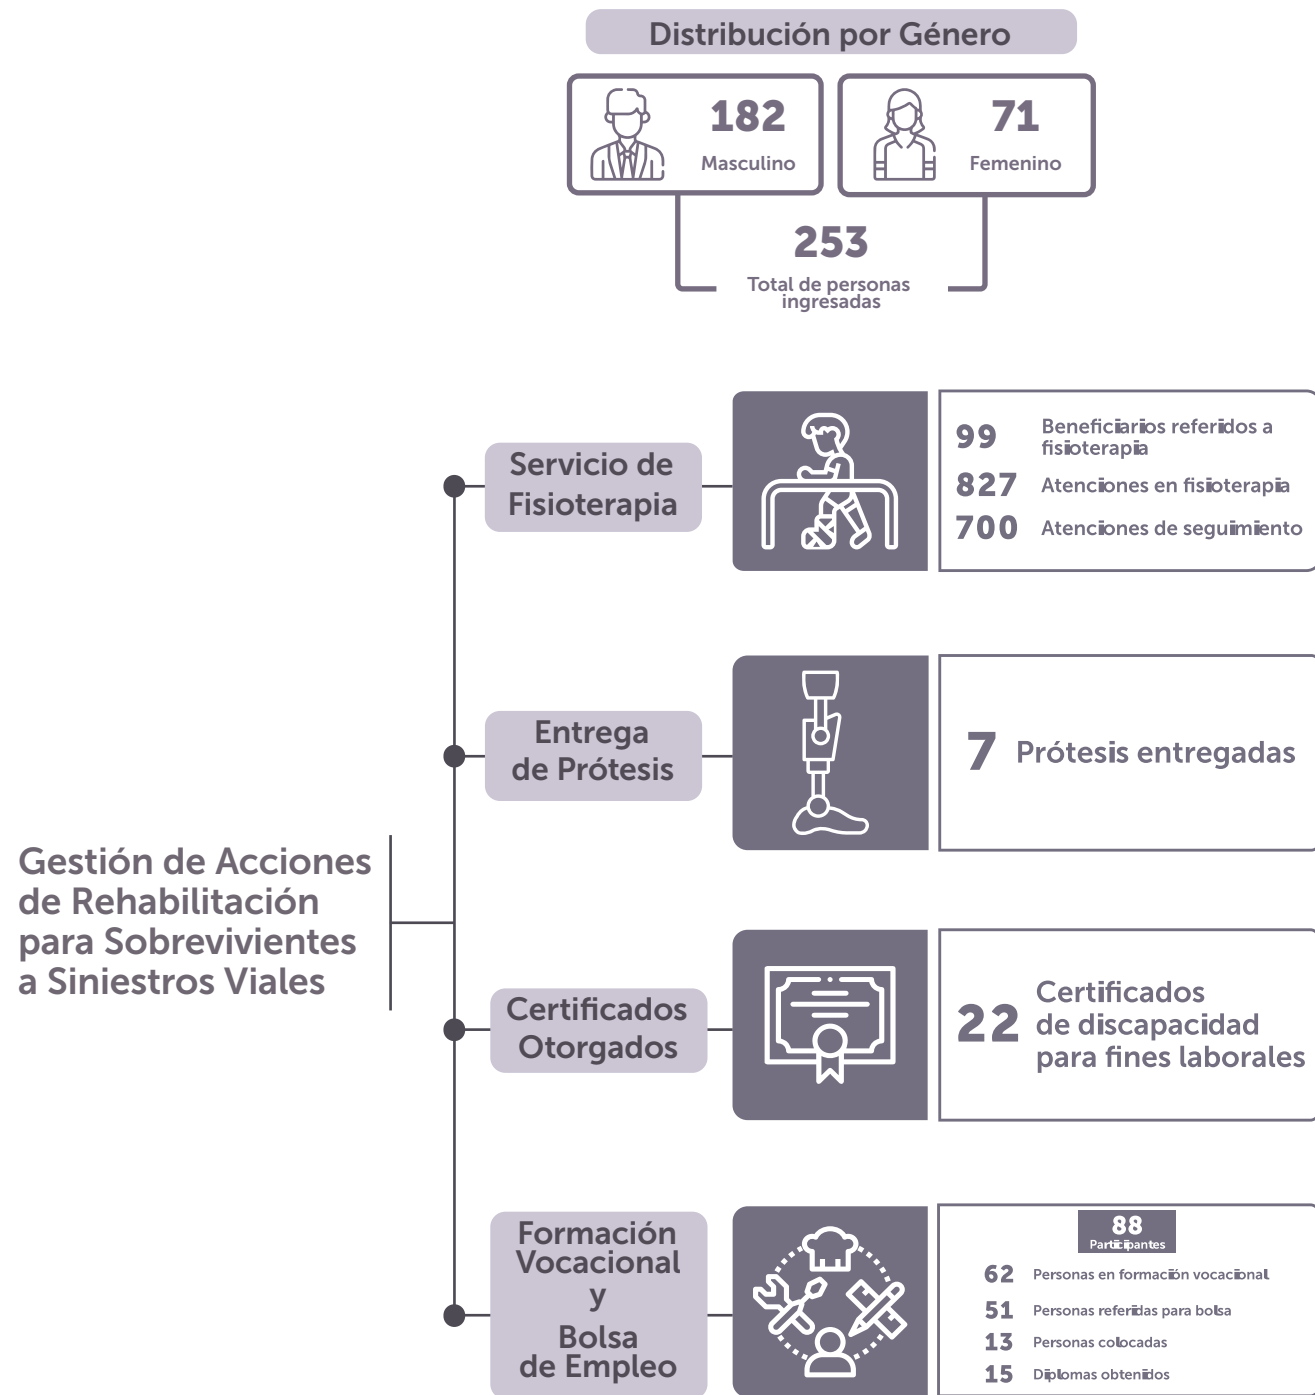 Distribución por Género
182
Masculino
71
Femenino
253
Total de personas
ingresadas
Gestión de Acciones
de Rehabilitación
para Sobrevivientes
a Siniestros Viales
Servicio de
Fisioterapia
99 Beneficiarios referidos a
fisioterapia
827 Atenciones en fisioterapia
700 Atenciones de seguimiento
Entrega
de Prótesis
7 Prótesis entregadas
Certificados
Otorgados
22 Certificados
de discapacidad
para fines laborales
Formación
Vocacional
y
Bolsa
de Empleo
88
Participantes
62 Personas en formación vocacional
51 Personas referidas para bolsa
13 Personas colocadas
15 Diplomas obtenidos